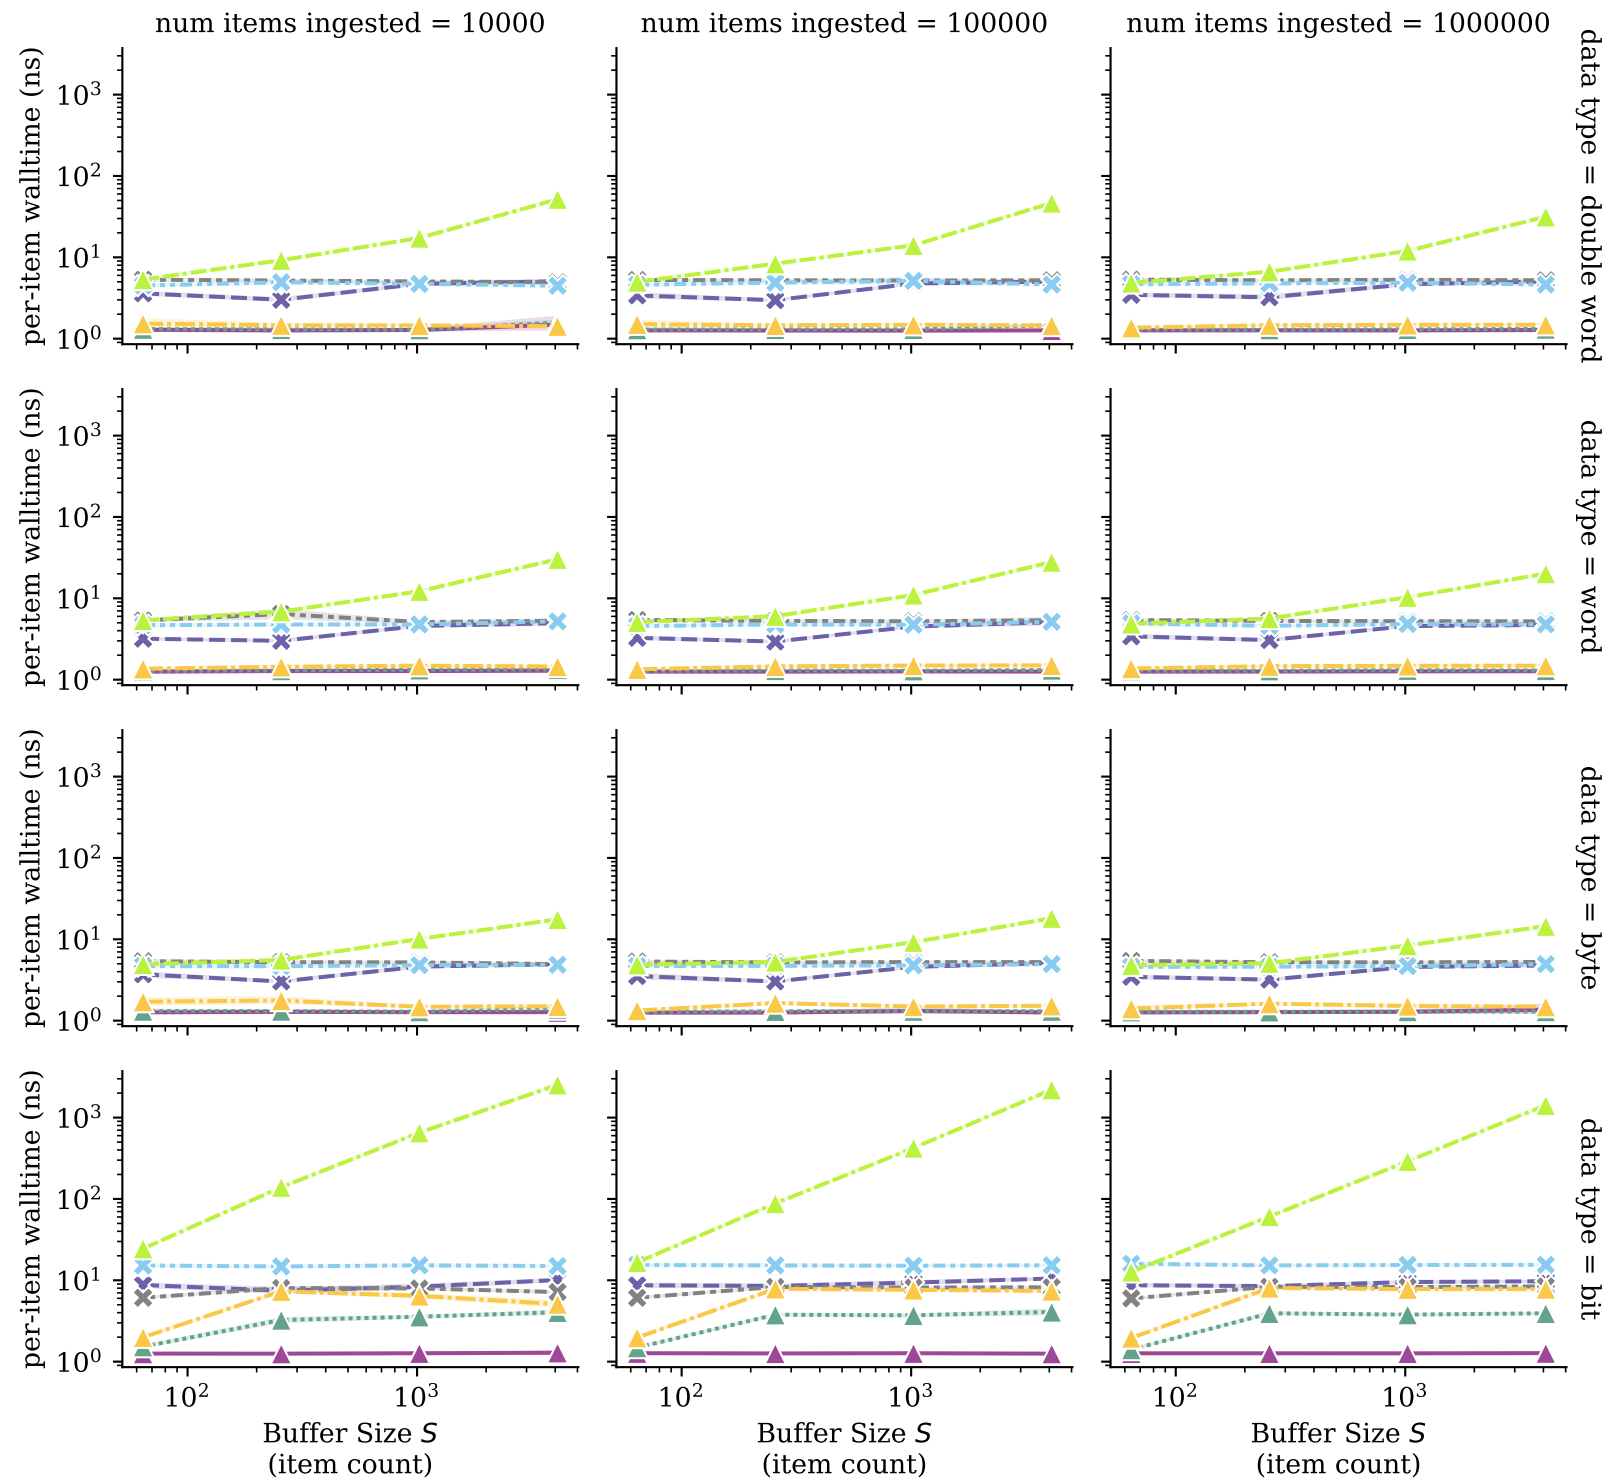 num items ingested = 10000
num items ingested = 100000
num items ingested = 1000000
per-item walltime (ns)
10³
10²
10¹
10⁰
data type = double word
per-item walltime (ns)
10³
10²
10¹
10⁰
data type = word
per-item walltime (ns)
10³
10²
10¹
10⁰
data type = byte
per-item walltime (ns)
10³
10²
10¹
10⁰
data type = bit
10² 10³
10² 10³
10² 10³
Buffer Size S
(item count)
Buffer Size S
(item count)
Buffer Size S
(item count)